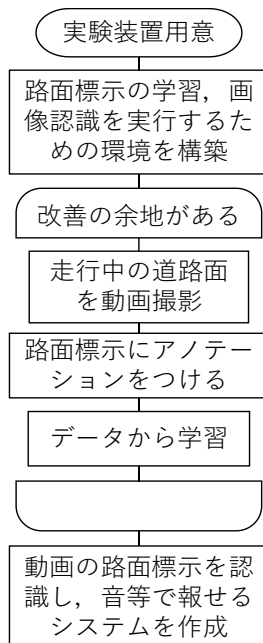 実験装置用意
路面標示の学習，画
像認識を実行するた
めの環境を構築
改善の余地がある
走行中の道路面
を動画撮影
路面標示にアノテー
ションをつける
データから学習
動画の路面標示を認
識し，音等で報せる
システムを作成